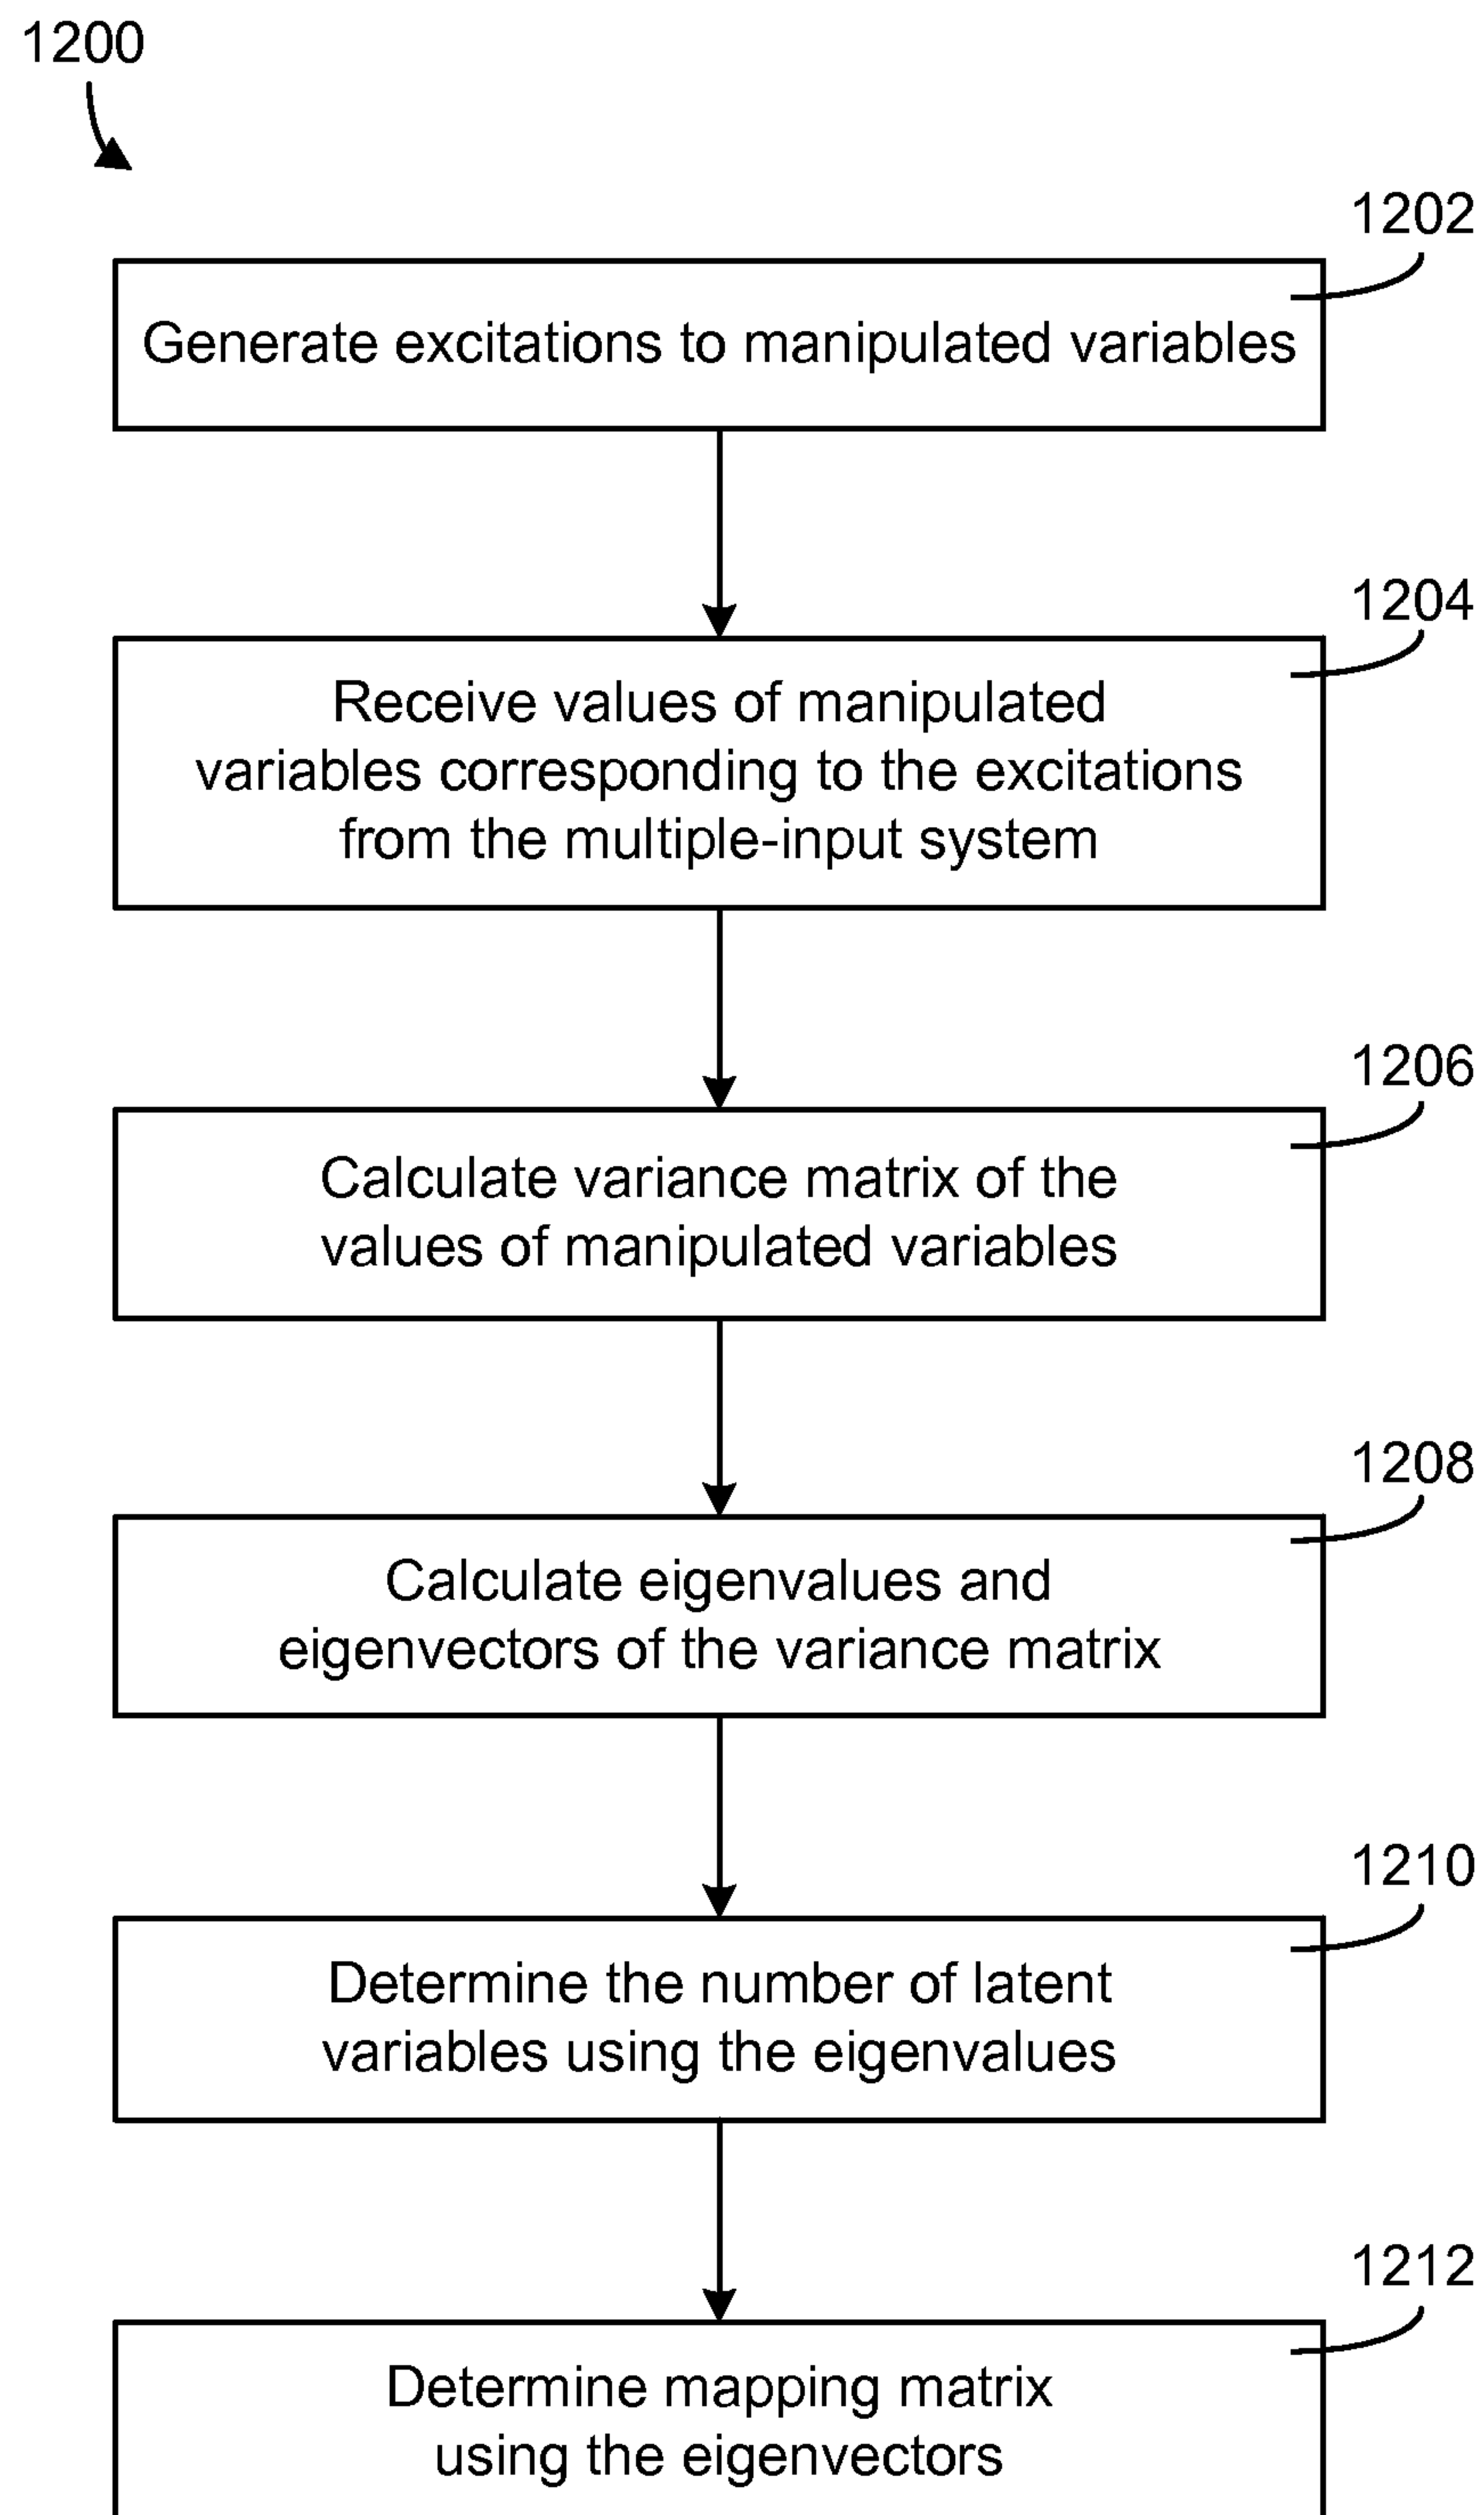 1200
1202
Generate excitations to manipulated variables
1204
Receive values of manipulated
variables corresponding to the excitations
from the multiple-input system
1206
Calculate variance matrix of the
values of manipulated variables
1208
Calculate eigenvalues and
eigenvectors of the variance matrix
1210
Determine the number of latent
variables using the eigenvalues
1212
Determine mapping matrix
using the eigenvectors